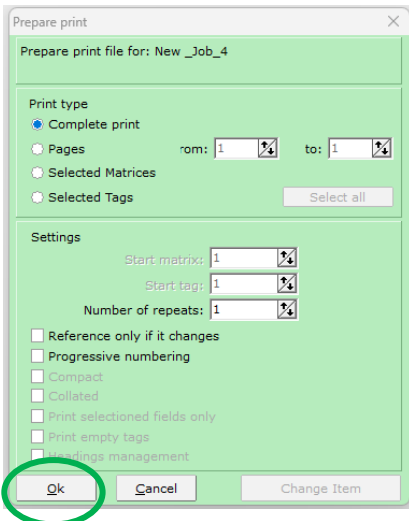 Prepare print
Prepare print file for: New _Job_4
Print type
Complete print
Pages rom: 1 to: 1
Selected Matrices
Selected Tags Select all
Settings
Start matrix: 1
Start tag: 1
Number of repeats: 1
Reference only if it changes
Progressive numbering
Compact
Collated
Print selectioned fields only
Print empty tags
Headings management
Ok Cancel Change Item